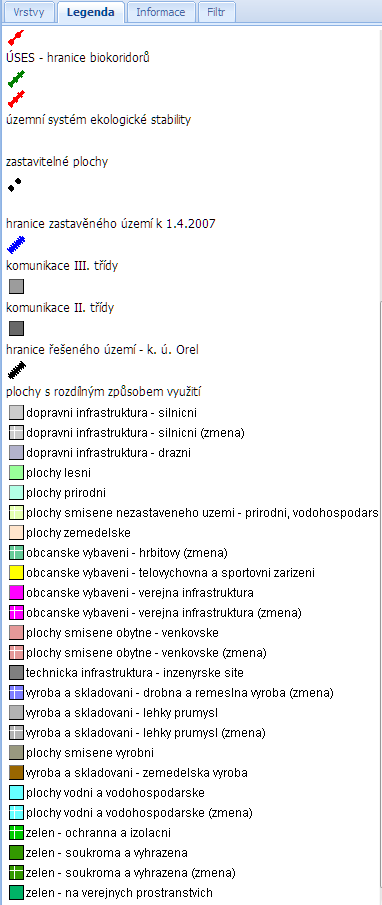 Vrstvy Legenda Informace Filtr
ÚSES - hranice biokoridorů
územní systém ekologické stability
zastavitelné plochy
hranice zastavěného území k 1.4.2007
komunikace III. třídy
komunikace II. třídy
hranice řešeného území - k. ú. Orel
plochy s rozdílným způsobem využití
dopravni infrastruktura - silnicni
dopravni infrastruktura - silnicni (zmena)
dopravni infrastruktura - drazni
plochy lesni
plochy prirodni
plochy smisene nezastaveneho uzemi - prirodni, vodohospodars
plochy zemedelske
obcanske vybaveni - hrbitovy (zmena)
obcanske vybaveni - telovychovna a sportovni zarizeni
obcanske vybaveni - verejna infrastruktura
obcanske vybaveni - verejna infrastruktura (zmena)
plochy smisene obytne - venkovske
plochy smisene obytne - venkovske (zmena)
technicka infrastruktura - inzenyrske site
vyroba a skladovani - drobna a remeslna vyroba (zmena)
vyroba a skladovani - lehky prumysl
vyroba a skladovani - lehky prumysl (zmena)
plochy smisene vyrobni
vyroba a skladovani - zemedelska vyroba
plochy vodni a vodohospodarske
plochy vodni a vodohospodarske (zmena)
zelen - ochranna a izolacni
zelen - soukroma a vyhrazena
zelen - soukroma a vyhrazena (zmena)
zelen - na verejnych prostranstvich